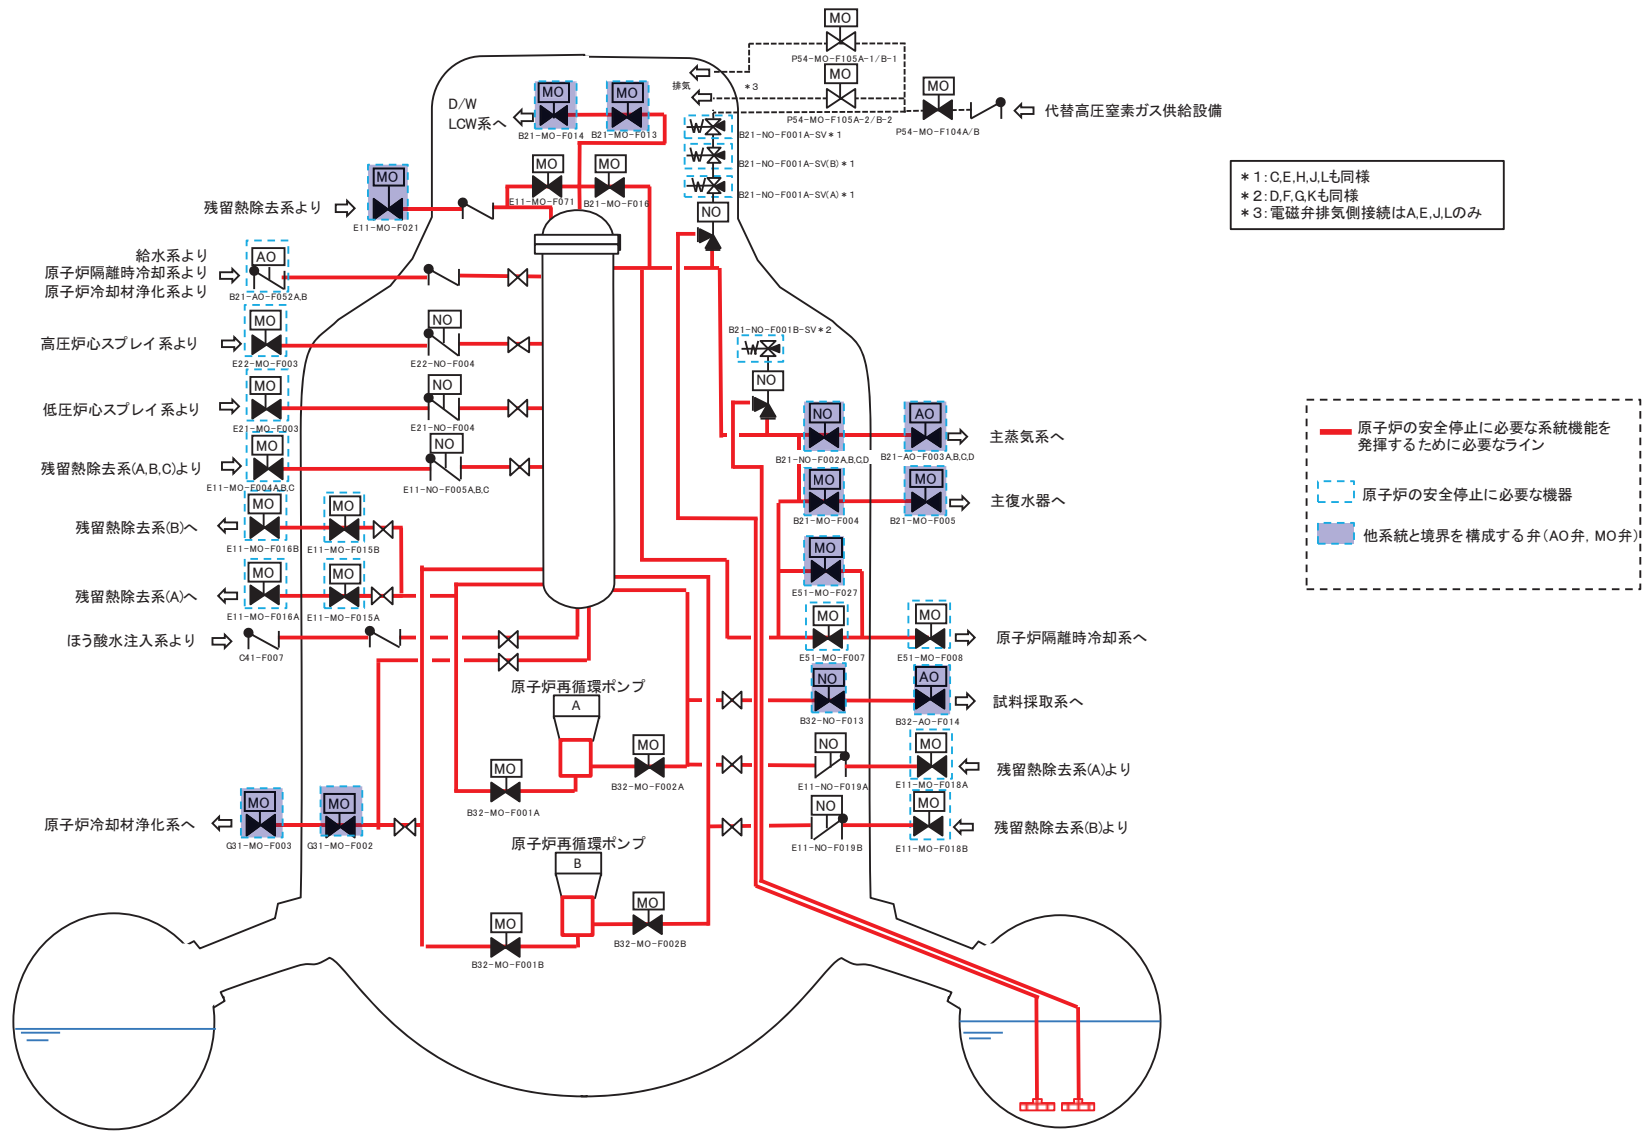 MO
P54-MO-F105A-1/B-1
排気
＊3
MO
P54-MO-F105A-2/B-2
MO
P54-MO-F104A/B
代替高圧窒素ガス供給設備
D/W
LCW系へ
MO
B21-MO-F014
MO
B21-MO-F013
B21-NO-F001A-SV＊1
B21-NO-F001A-SV(B)＊1
B21-NO-F001A-SV(A)＊1
NO
＊1：C,E,H,J,Lも同様
＊2：D,F,G,Kも同様
＊3：電磁弁排気側接続はA,E,J,Lのみ
MO
E11-MO-F071
MO
B21-MO-F016
残留熱除去系より
MO
E11-MO-F021
給水系より
原子炉隔離時冷却系より
原子炉冷却材浄化系より
AO
B21-AO-F052A,B
高圧炉心スプレイ系より
MO
E22-MO-F003
NO
E22-NO-F004
B21-NO-F001B-SV＊2
NO
低圧炉心スプレイ系より
MO
E21-MO-F003
NO
E21-NO-F004
NO
B21-NO-F002A,B,C,D
AO
B21-AO-F003A,B,C,D
主蒸気系へ
原子炉の安全停止に必要な系統機能を
発揮するために必要なライン
原子炉の安全停止に必要な機器
他系統と境界を構成する弁（AO弁，MO弁）
残留熱除去系(A,B,C)より
MO
E11-MO-F004A,B,C
NO
E11-NO-F005A,B,C
MO
B21-MO-F004
MO
B21-MO-F005
主復水器へ
残留熱除去系(B)へ
MO
E11-MO-F016B
MO
E11-MO-F015B
MO
E51-MO-F027
残留熱除去系(A)へ
MO
E11-MO-F016A
MO
E11-MO-F015A
MO
E51-MO-F007
MO
E51-MO-F008
原子炉隔離時冷却系へ
ほう酸水注入系より
C41-F007
原子炉再循環ポンプ
A
NO
B32-NO-F013
AO
B32-AO-F014
試料採取系へ
MO
B32-MO-F001A
MO
B32-MO-F002A
NO
E11-NO-F019A
MO
E11-MO-F018A
残留熱除去系(A)より
原子炉冷却材浄化系へ
MO
G31-MO-F003
MO
G31-MO-F002
原子炉再循環ポンプ
B
NO
E11-NO-F019B
MO
E11-MO-F018B
残留熱除去系(B)より
MO
B32-MO-F001B
MO
B32-MO-F002B